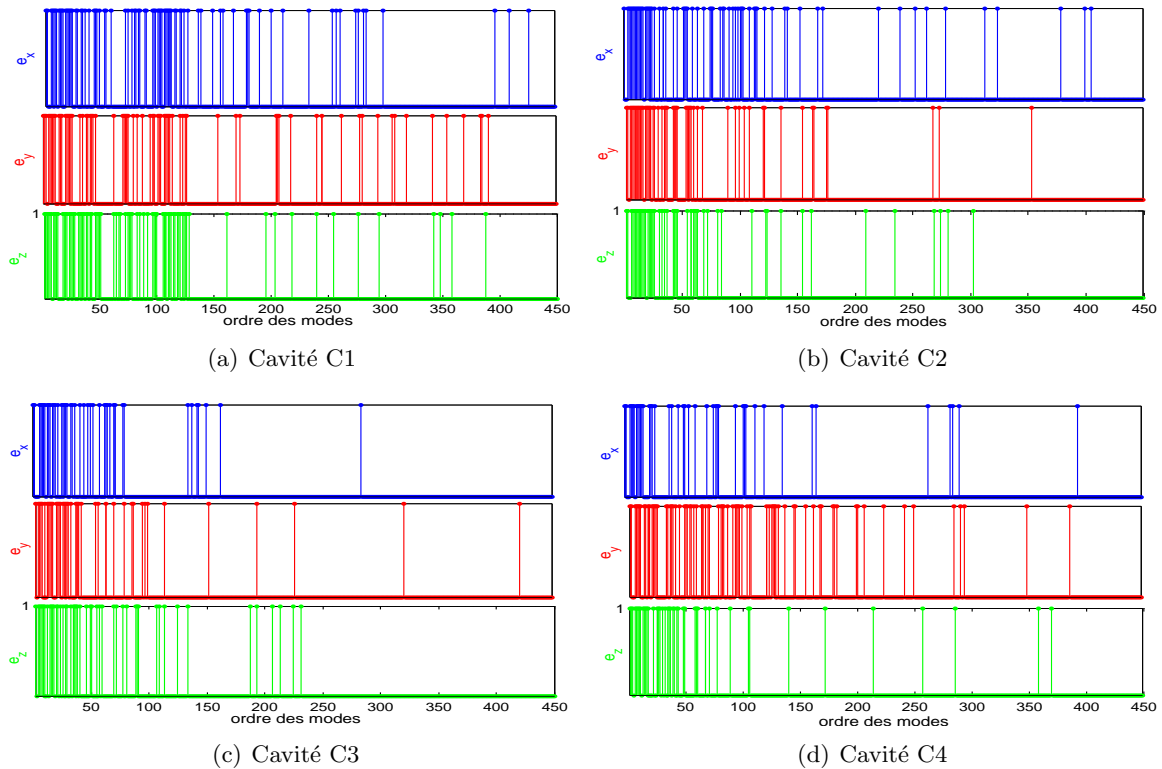 e_x
e_y
1
e_z
50 100 150 200 250 300 350 400 450
ordre des modes
(a) Cavité C1
e_x
e_y
1
e_z
50 100 150 200 250 300 350 400 450
ordre des modes
(b) Cavité C2
e_x
e_y
1
e_z
50 100 150 200 250 300 350 400 450
ordre des modes
(c) Cavité C3
e_x
e_y
1
e_z
50 100 150 200 250 300 350 400 450
ordre des modes
(d) Cavité C4